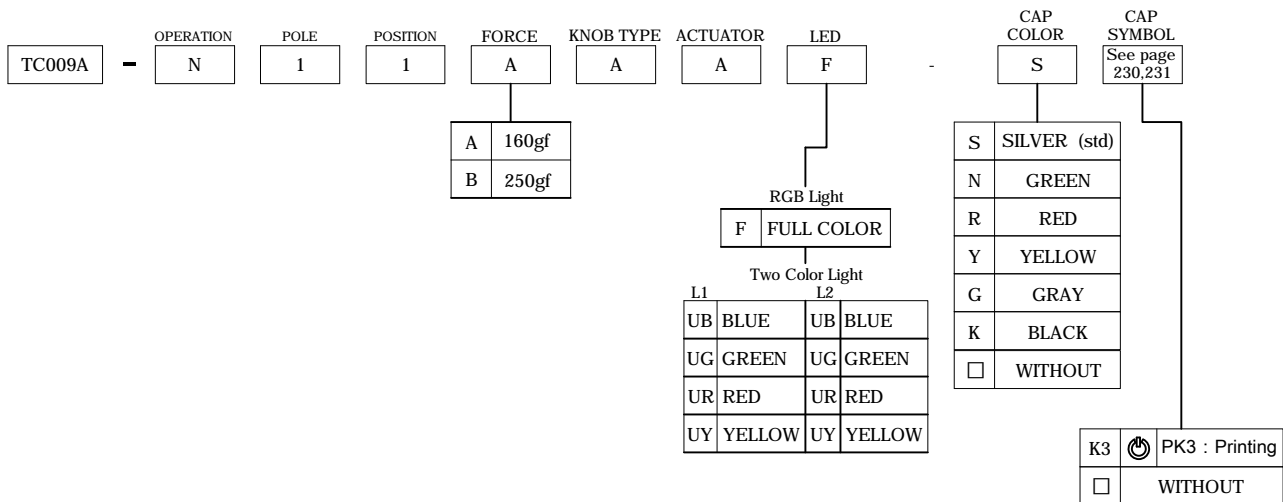 CAP CAP
OPERATION POLE POSITION FORCE KNOB TYPE ACTUATOR LED COLOR SYMBOL
TC009A - N 1 1 A A A F - S See page 230,231
A 160gf
B 250gf
RGB Light
F FULL COLOR
Two Color Light
L1 L2
UB BLUE UB BLUE
UG GREEN UG GREEN
UR RED UR RED
UY YELLOW UY YELLOW
S SILVER (std)
N GREEN
R RED
Y YELLOW
G GRAY
K BLACK
□ WITHOUT
K3 PK3 : Printing
□ WITHOUT